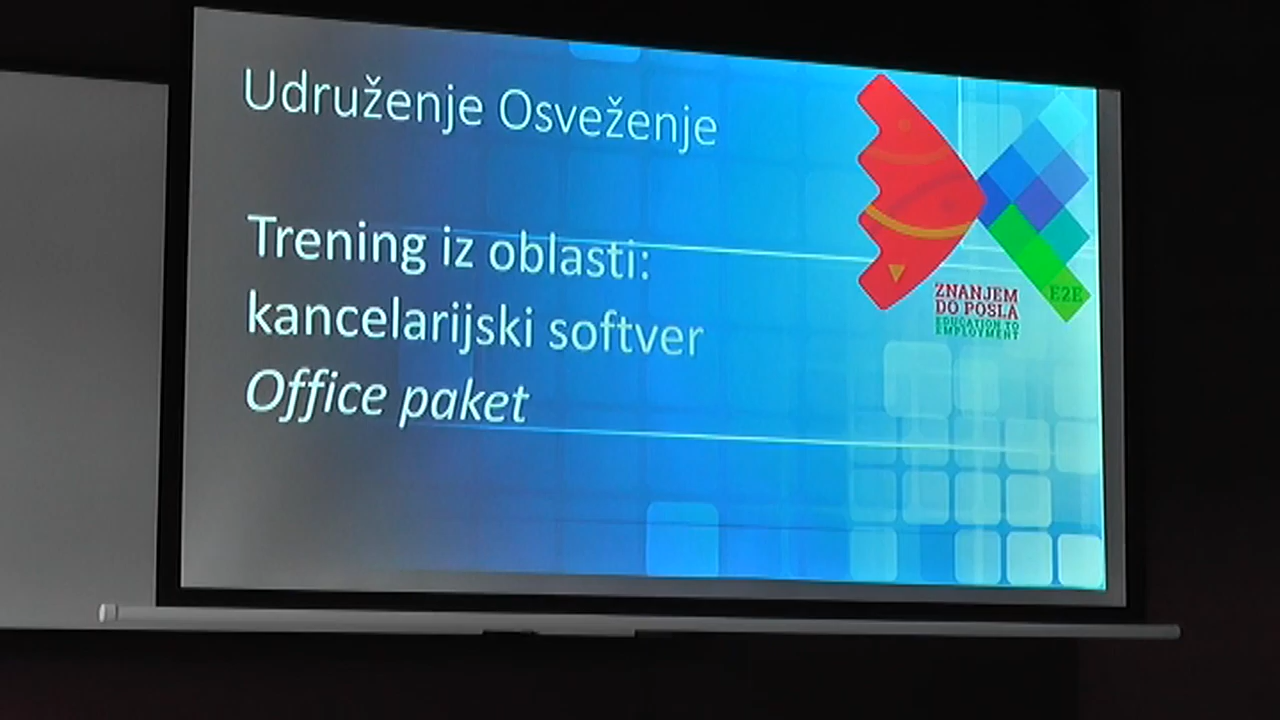 Udruženje Osveženje
Trening iz oblasti:
kancelarijski softver
Office paket
ZNANJEM
DO POSLA
EDUCATION TO
EMPLOYMENT
E2E